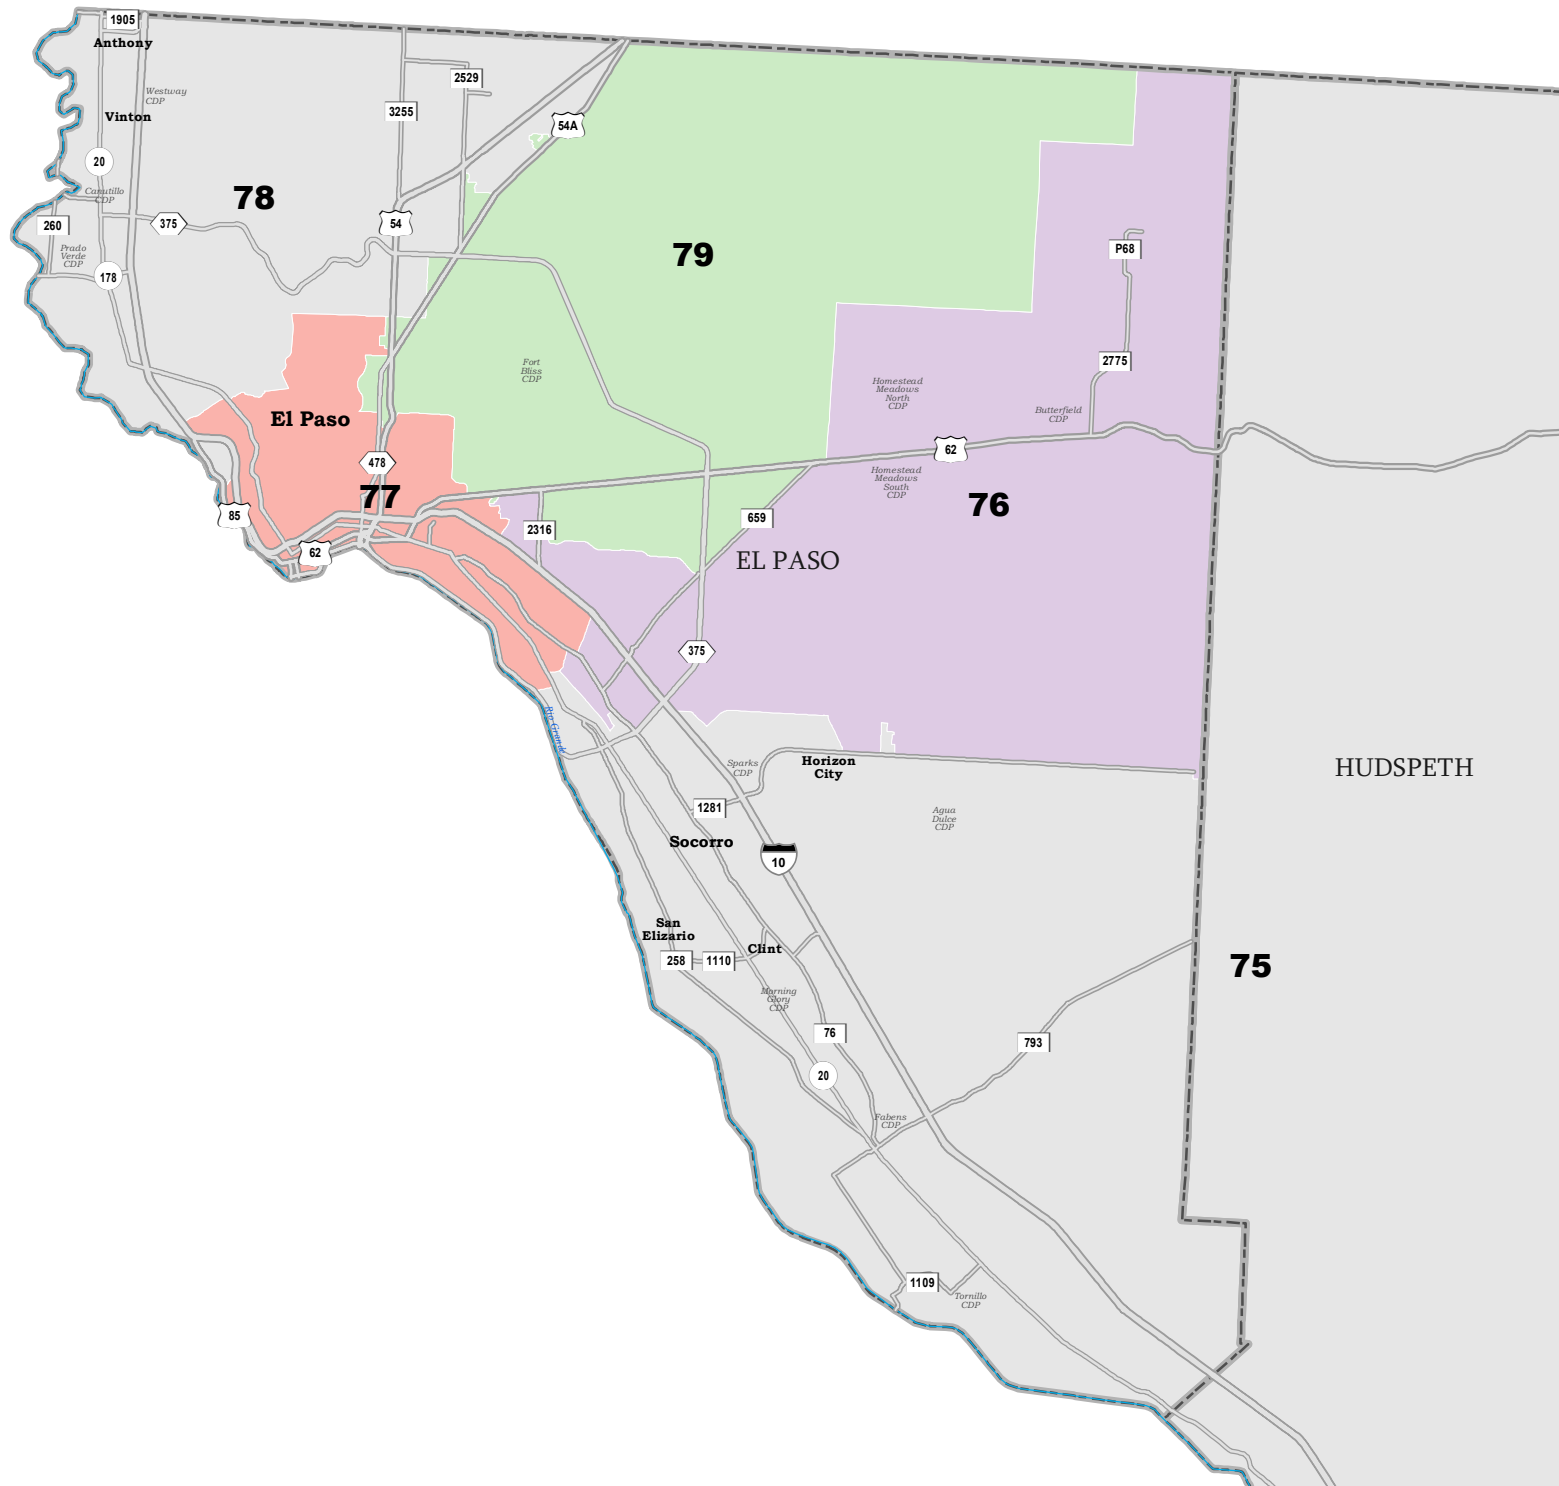 1905
Anthony
2529
Westway
CDP
3255
Vinton
54A
20
Canutillo
CDP
78
260
375
54
Prado
Verde
CDP
79
P68
178
Fort
Bliss
CDP
2775
Homestead
Meadows
North
CDP
Butterfield
CDP
El Paso
62
478
Homestead
Meadows
South
CDP
77
76
85
2316
659
62
EL PASO
375
Rio Grande
Sparks
CDP
Horizon
City
HUDSPETH
1281
Agua
Dulce
CDP
Socorro
10
San
Elizario
Clint
258
1110
75
Morning
Glory
CDP
76
793
20
Fabens
CDP
1109
Tornillo
CDP